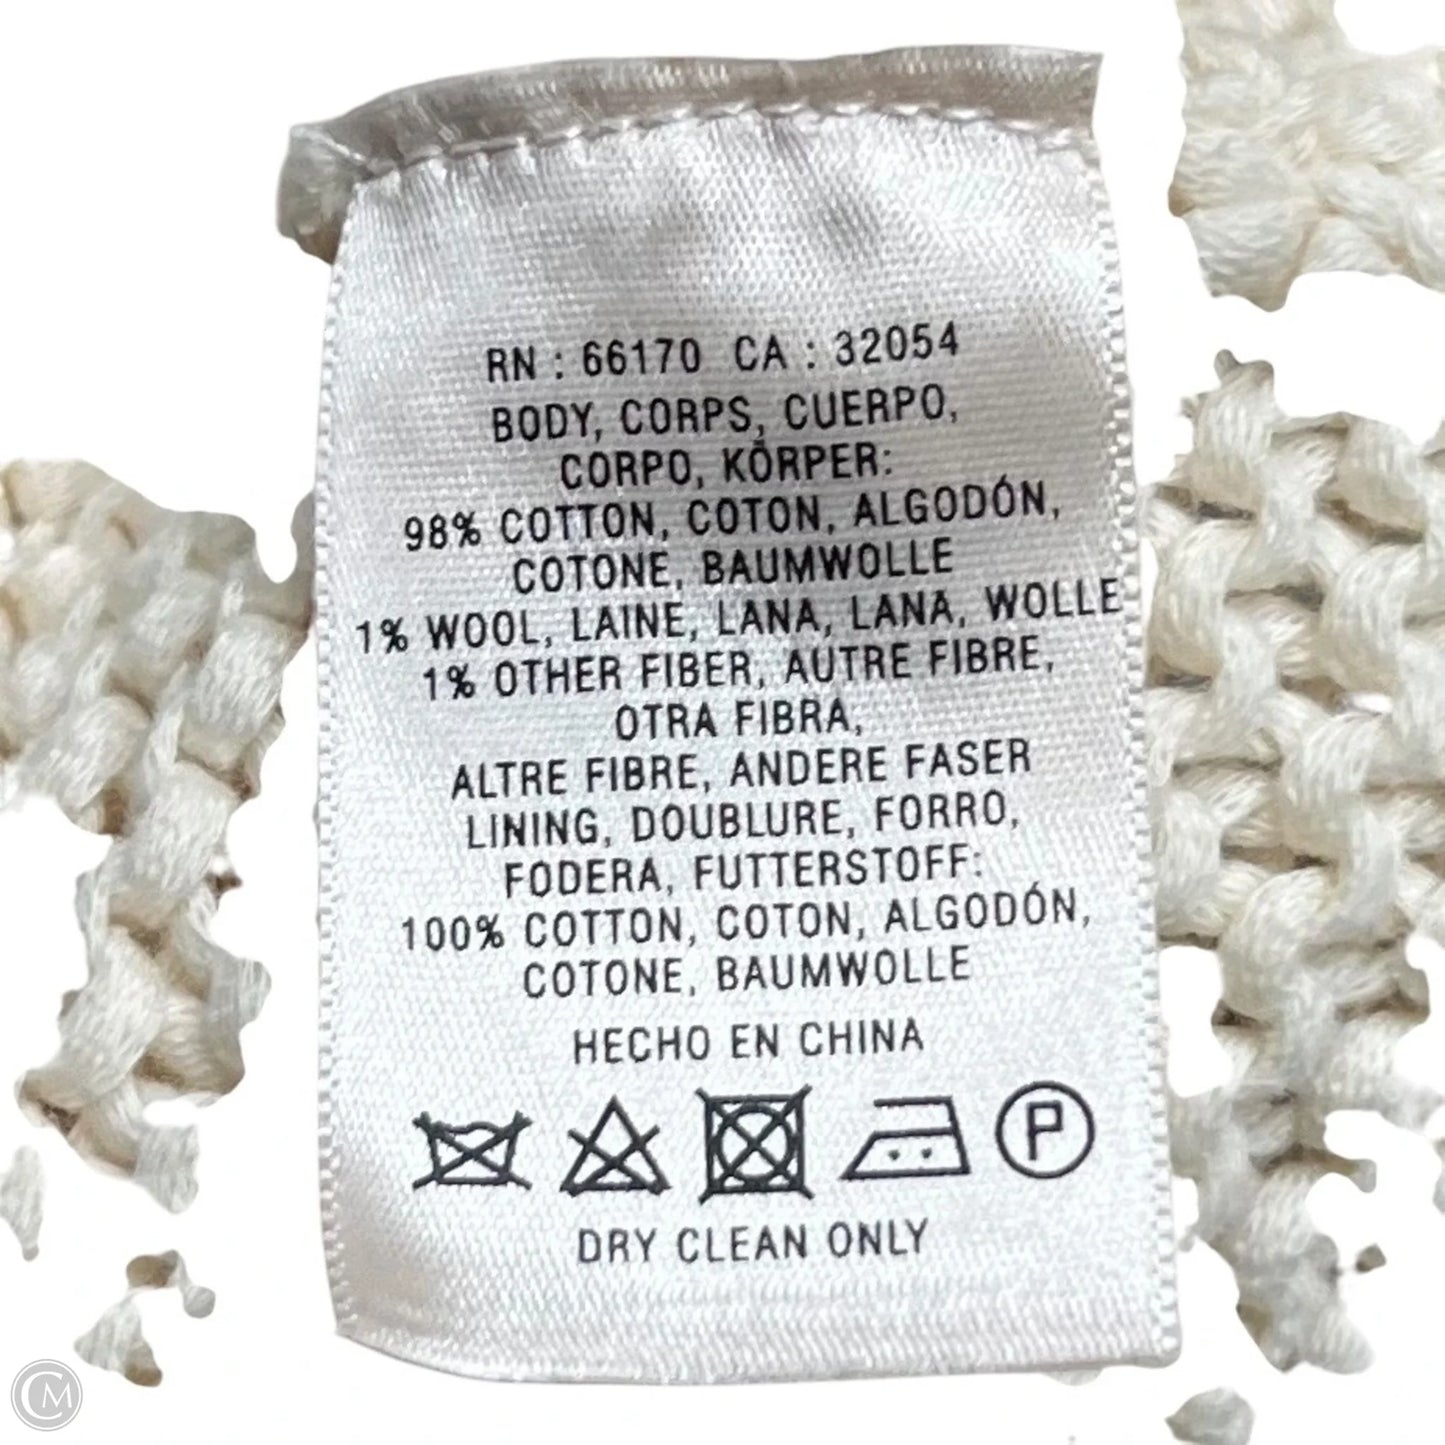 RN : 66170 CA : 32054
BODY, CORPS, CUERPO,
CORPO, KÖRPER:
98% COTTON, COTON, ALGODÓN,
COTONE, BAUMWOLLE
1% WOOL, LAINE, LANA, LANA, WOLLE
1% OTHER FIBER, AUTRE FIBRE,
OTRA FIBRA,
ALTRE FIBRE, ANDERE FASER
LINING, DOUBLURE, FORRO,
FODERA, FUTTERSTOFF:
100% COTTON, COTON, ALGODÓN,
COTONE, BAUMWOLLE
HECHO EN CHINA
P
DRY CLEAN ONLY
CM